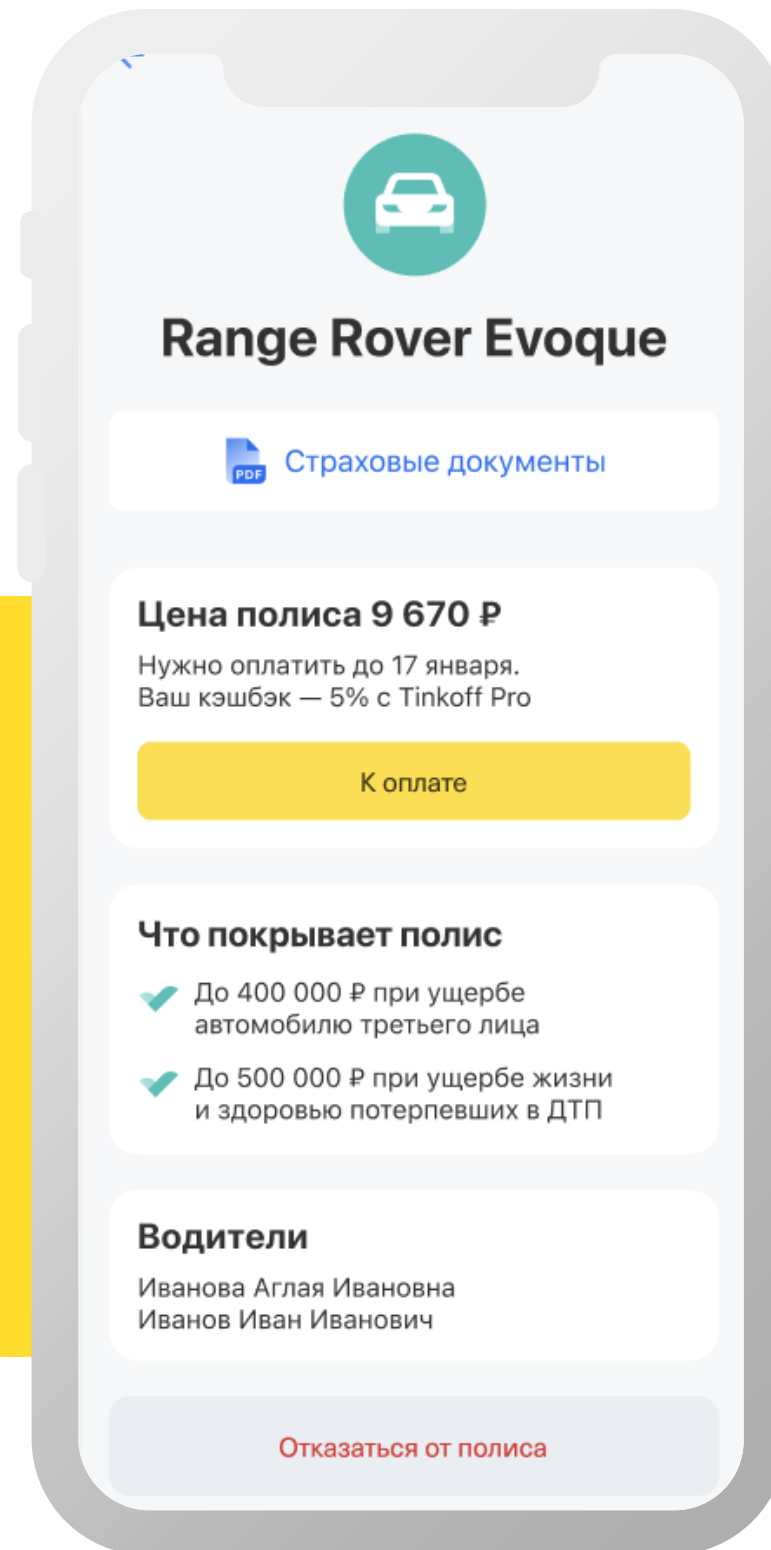 Range Rover Evoque
PDF
Страховые документы
Цена полиса 9 670 ₽
Нужно оплатить до 17 января.
Ваш кэшбэк — 5% с Tinkoff Pro
К оплате
Что покрывает полис
До 400 000 ₽ при ущербе
автомобилю третьего лица
До 500 000 ₽ при ущербе жизни
и здоровью потерпевших в ДТП
Водители
Иванова Аглая Ивановна
Иванов Иван Иванович
Отказаться от полиса